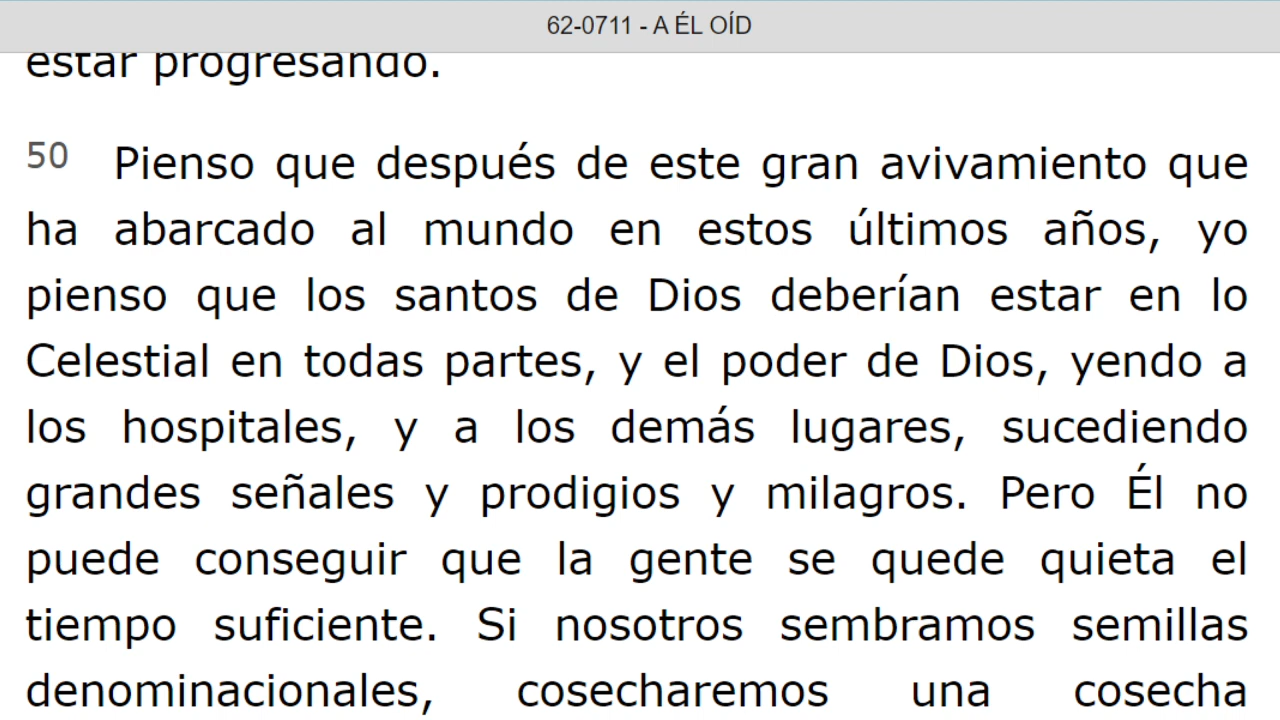 62-0711 - A ÉL OÍD
estar progresando.
50 Pienso que después de este gran avivamiento que
ha abarcado al mundo en estos últimos años, yo
pienso que los santos de Dios deberían estar en lo
Celestial en todas partes, y el poder de Dios, yendo a
los hospitales, y a los demás lugares, sucediendo
grandes señales y prodigios y milagros. Pero Él no
puede conseguir que la gente se quede quieta el
tiempo suficiente. Si nosotros sembramos semillas
denominacionales, cosecharemos una cosecha